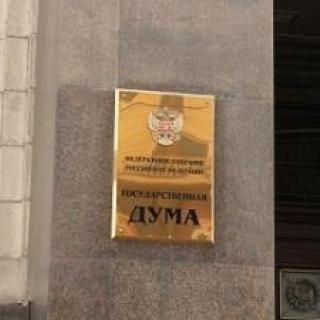 ФЕДЕРАЛЬНОЕ СОБРАНИЕ
РОССИЙСКОЙ ФЕДЕРАЦИИ
ГОСУДАРСТВЕННАЯ
ДУМА